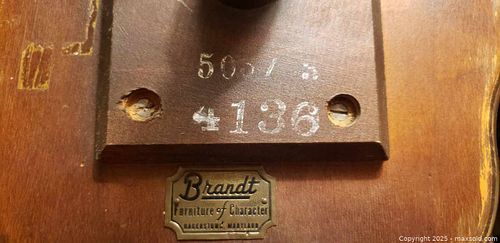 4136
Brandt
Furniture of Character
HAGERSTOWN, MARYLAND
Copyright 2025 - maxsold.com